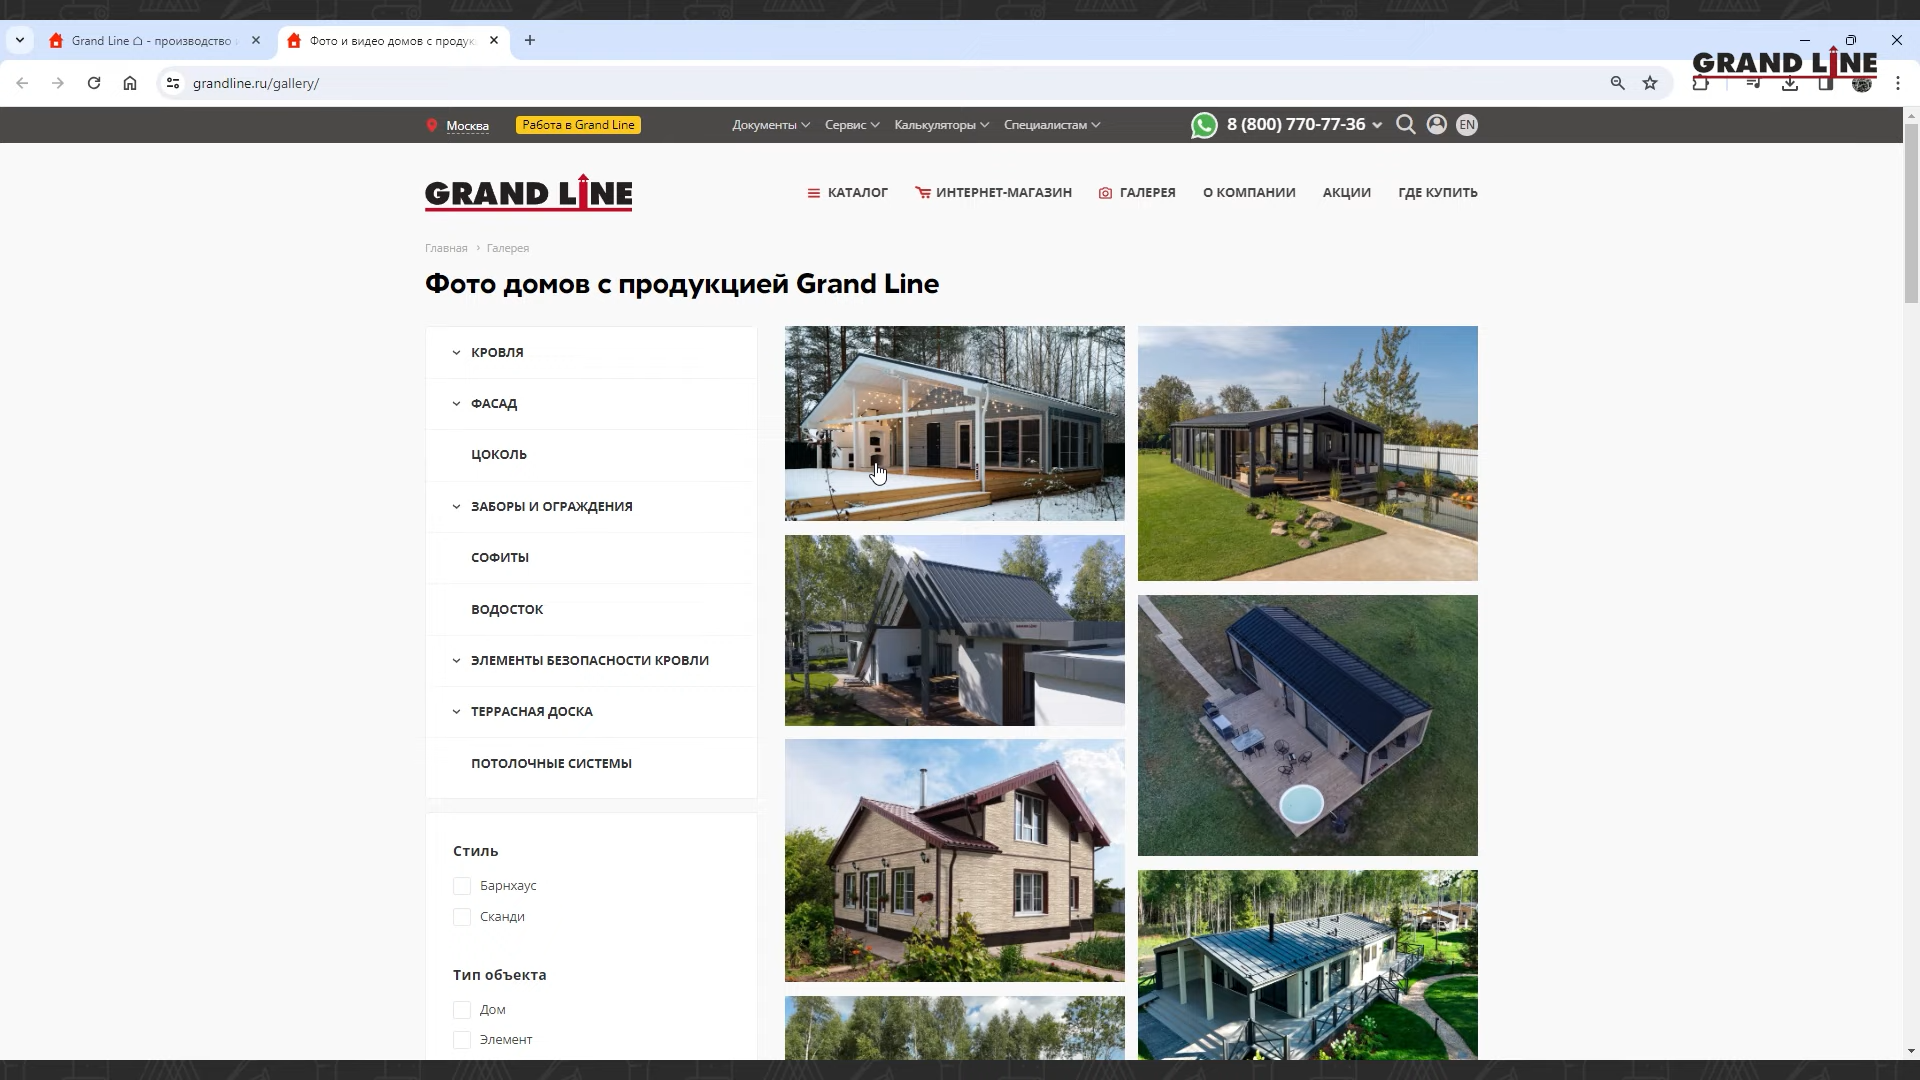 Grand Line ⌂ - производство
Фото и видео домов с продук
GRAND LINE
grandline.ru/gallery/
Москва
Работа в Grand Line
Документы
Сервис
Калькуляторы
Специалистам
8 (800) 770-77-36
EN
GRAND LINE
КАТАЛОГ
ИНТЕРНЕТ-МАГАЗИН
ГАЛЕРЕЯ
О КОМПАНИИ
АКЦИИ
ГДЕ КУПИТЬ
Главная › Галерея
Фото домов с продукцией Grand Line
КРОВЛЯ
ФАСАД
ЦОКОЛЬ
ЗАБОРЫ И ОГРАЖДЕНИЯ
СОФИТЫ
ВОДОСТОК
ЭЛЕМЕНТЫ БЕЗОПАСНОСТИ КРОВЛИ
ТЕРРАСНАЯ ДОСКА
ПОТОЛОЧНЫЕ СИСТЕМЫ
Стиль
Барнхаус
Сканди
Тип объекта
Дом
Элемент